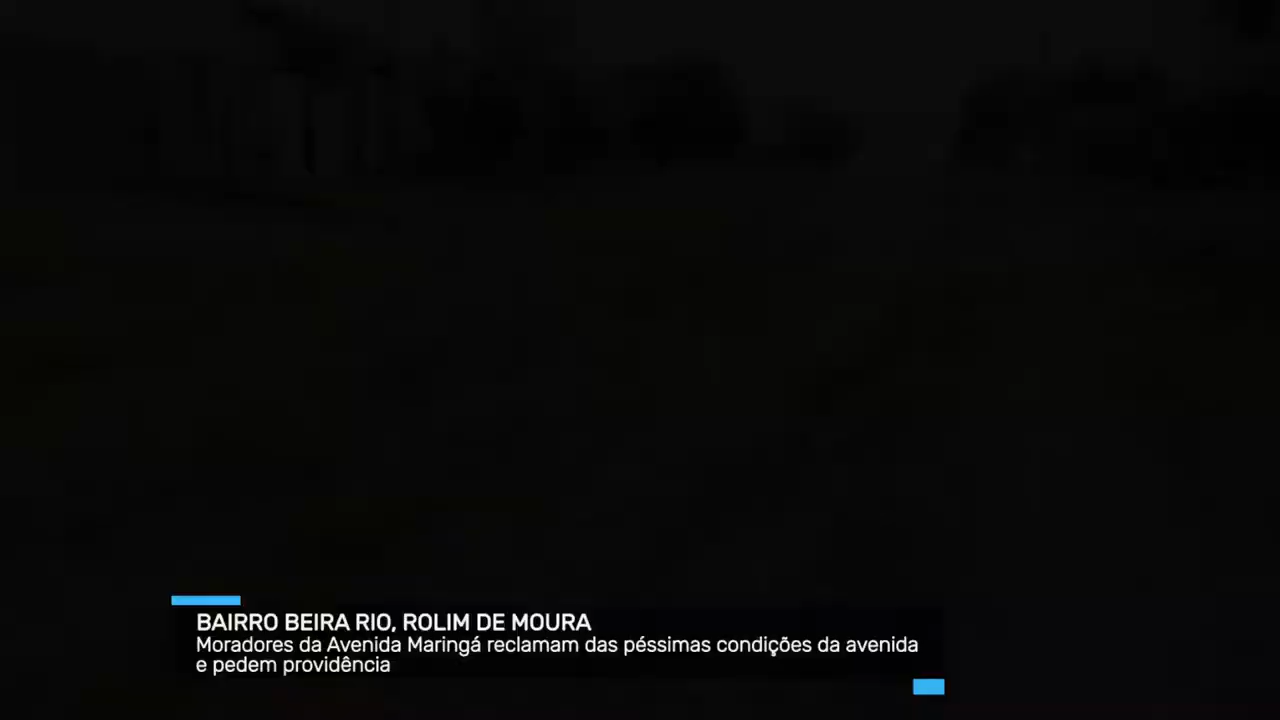 BAIRRO BEIRA RIO, ROLIM DE MOURA
Moradores da Avenida Maringá reclamam das péssimas condições da avenida
e pedem providência